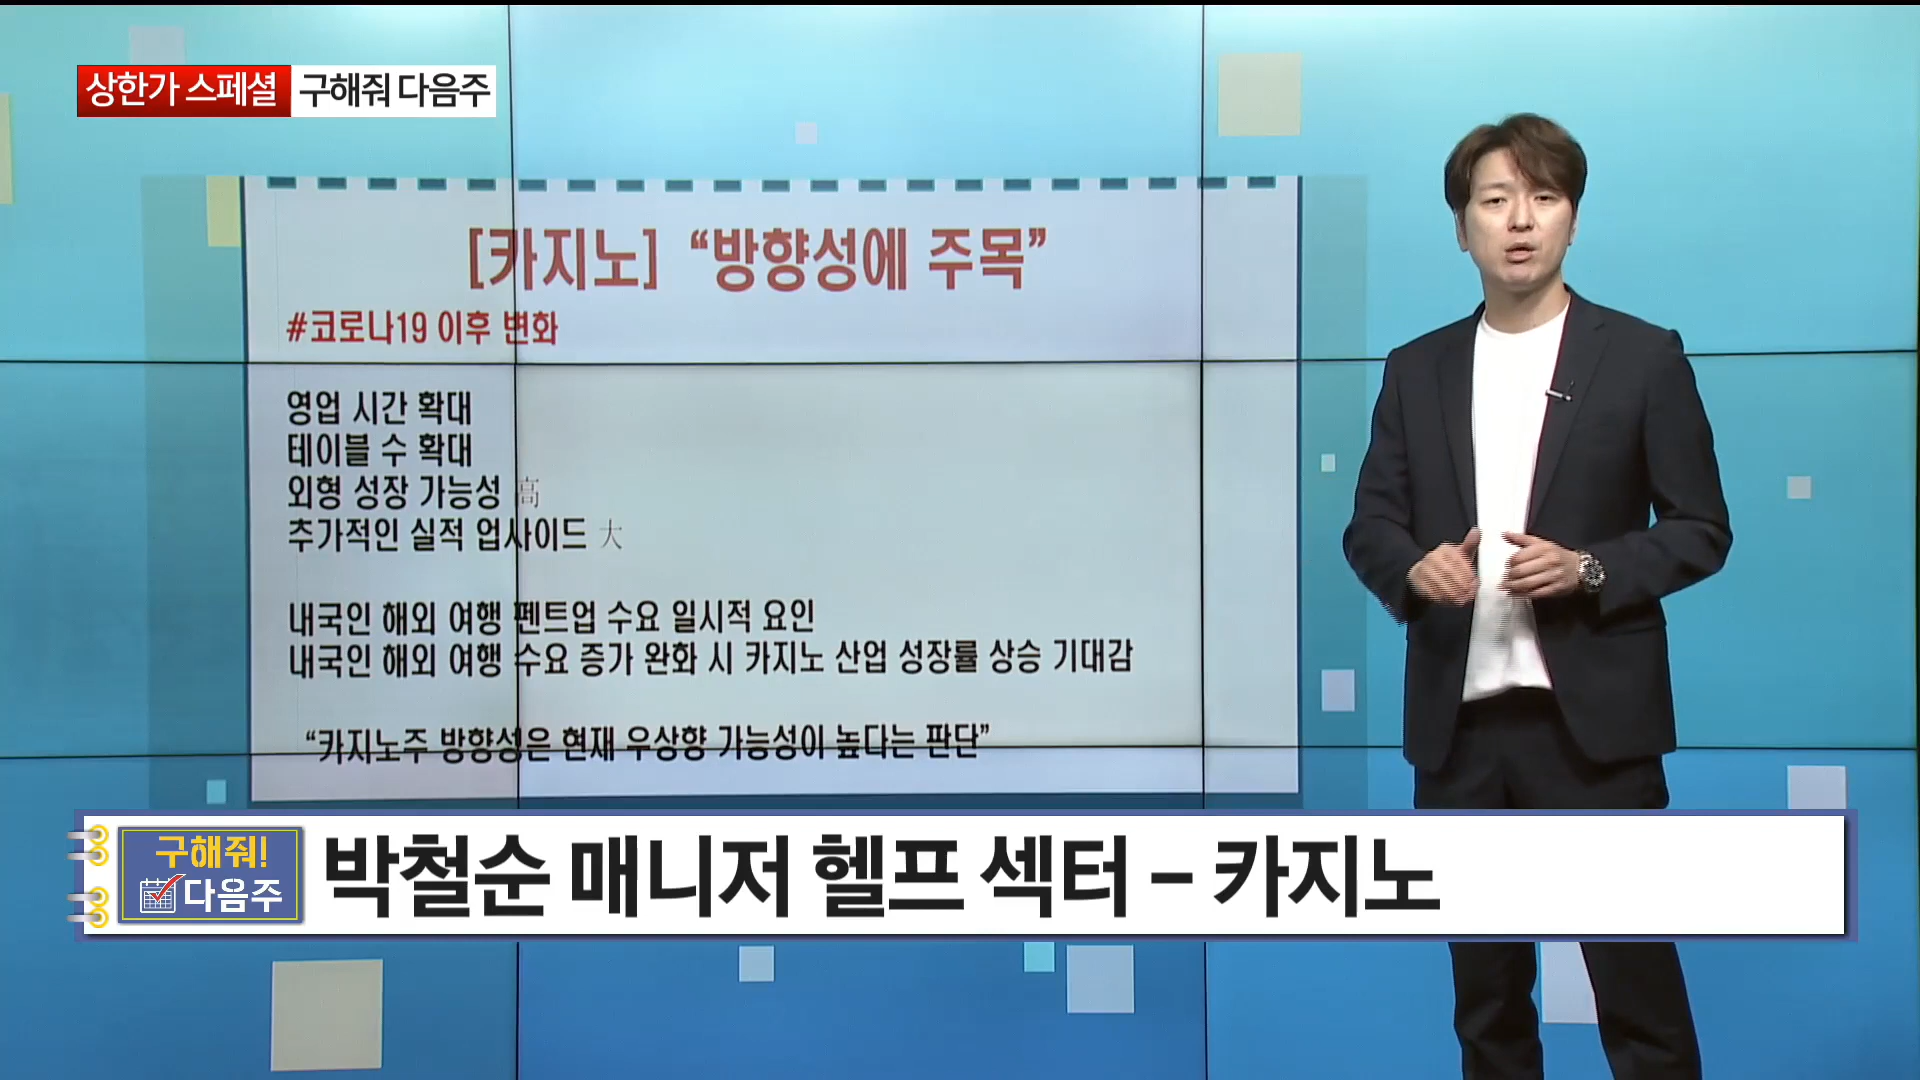 상한가 스페셜 구해줘 다음주
[카지노] “방향성에 주목”
#코로나19 이후 변화
영업 시간 확대
테이블 수 확대
외형 성장 가능성 高
추가적인 실적 업사이드 大
내국인 해외 여행 펜트업 수요 일시적 요인
내국인 해외 여행 수요 증가 완화 시 카지노 산업 성장률 상승 기대감
“카지노주 방향성은 현재 우상향 가능성이 높다는 판단”
구해줘!
다음주
박철순 매니저 헬프 섹터 - 카지노